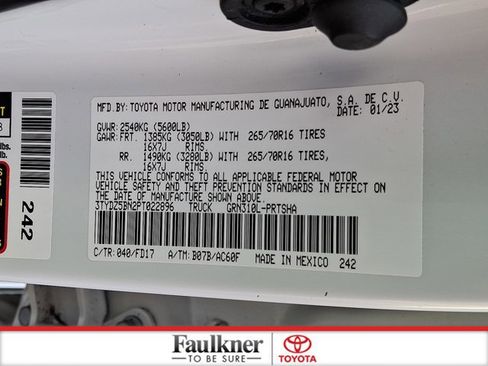 MFD.BY: TOYOTA MOTOR MANUFACTURING DE GUANAJUATO, S.A. DE C.V.
DATE: 01/23
GVWR: 2540KG (5600LB)
GAWR: FRT. 1385KG (3050LB) WITH 265/70R16 TIRES
16X7J RIMS,
RR. 1490KG (3280LB) WITH 265/70R16 TIRES,
16X7J RIMS.
THIS VEHICLE CONFORMS TO ALL APPLICABLE FEDERAL MOTOR
VEHICLE SAFETY AND THEFT PREVENTION STANDARDS IN EFFECT
ON THE DATE OF MANUFACTURE SHOWN ABOVE.
3TYDZ5BN2PT022896 TRUCK GRN310L-PRTSHA
C/TR: 040/FD17 A/TM: B07B/AC60F MADE IN MEXICO 242
242
lbs.
lb.
Faulkner
TO BE SURE
TOYOTA